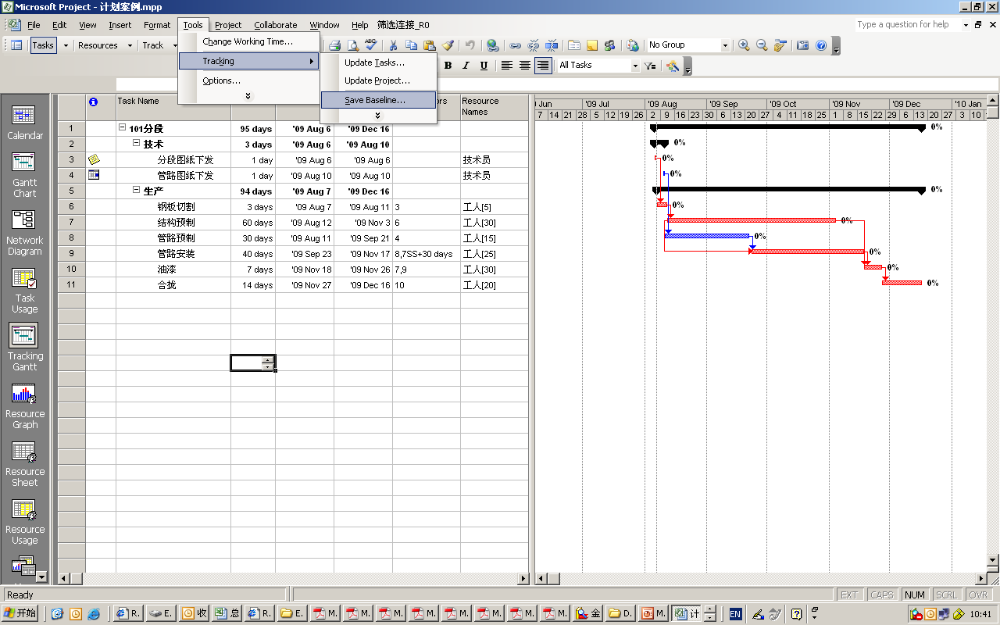 Microsoft Project - 计划案例.mpp
File Edit View Insert Format Tools Project Collaborate Window Help 筛选连接_R0 Type a question for help
Tasks Resources Track No Group
Change Working Time...
Tracking
Options...
Update Tasks...
Update Project...
Save Baseline...
B I U All Tasks
Task Name Resource Names
1 101分段 95 days '09 Aug 6 '09 Dec 16
2 技术 3 days '09 Aug 6 '09 Aug 10
3 分段图纸下发 1 day '09 Aug 6 '09 Aug 6 技术员
4 管路图纸下发 1 day '09 Aug 10 '09 Aug 10 技术员
5 生产 94 days '09 Aug 7 '09 Dec 16
6 钢板切割 3 days '09 Aug 7 '09 Aug 11 3 工人[5]
7 结构预制 60 days '09 Aug 12 '09 Nov 3 6 工人[30]
8 管路预制 30 days '09 Aug 11 '09 Sep 21 4 工人[15]
9 管路安装 40 days '09 Sep 23 '09 Nov 17 8,7SS+30 days 工人[25]
10 油漆 7 days '09 Nov 18 '09 Nov 26 7,9 工人[30]
11 合拢 14 days '09 Nov 27 '09 Dec 16 10 工人[20]
Jun '09 Jul '09 Aug '09 Sep '09 Oct '09 Nov '09 Dec '10 Jan
7 14 21 28 5 12 19 26 2 9 16 23 30 6 13 20 27 4 11 18 25 1 8 15 22 29 6 13 20 27 3 10
0%
0%
0%
0%
0%
0%
0%
0%
0%
0%
0%
Calendar
Gantt Chart
Network Diagram
Task Usage
Tracking Gantt
Resource Graph
Resource Sheet
Resource Usage
Ready EXT CAPS NUM SCRL OVR
开始 R. E. 收 总 R. E. M. M. M. M. M. M. M. M. 金 D. M. 计 EN 10:41